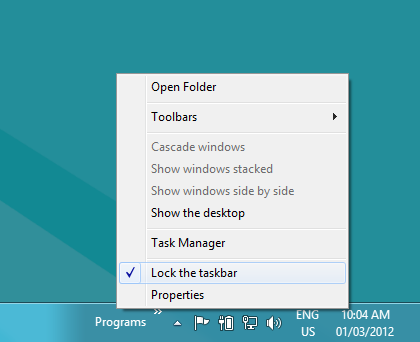 Open Folder
Toolbars
Cascade windows
Show windows stacked
Show windows side by side
Show the desktop
Task Manager
Lock the taskbar
Properties
Programs
ENG
US
10:04 AM
01/03/2012